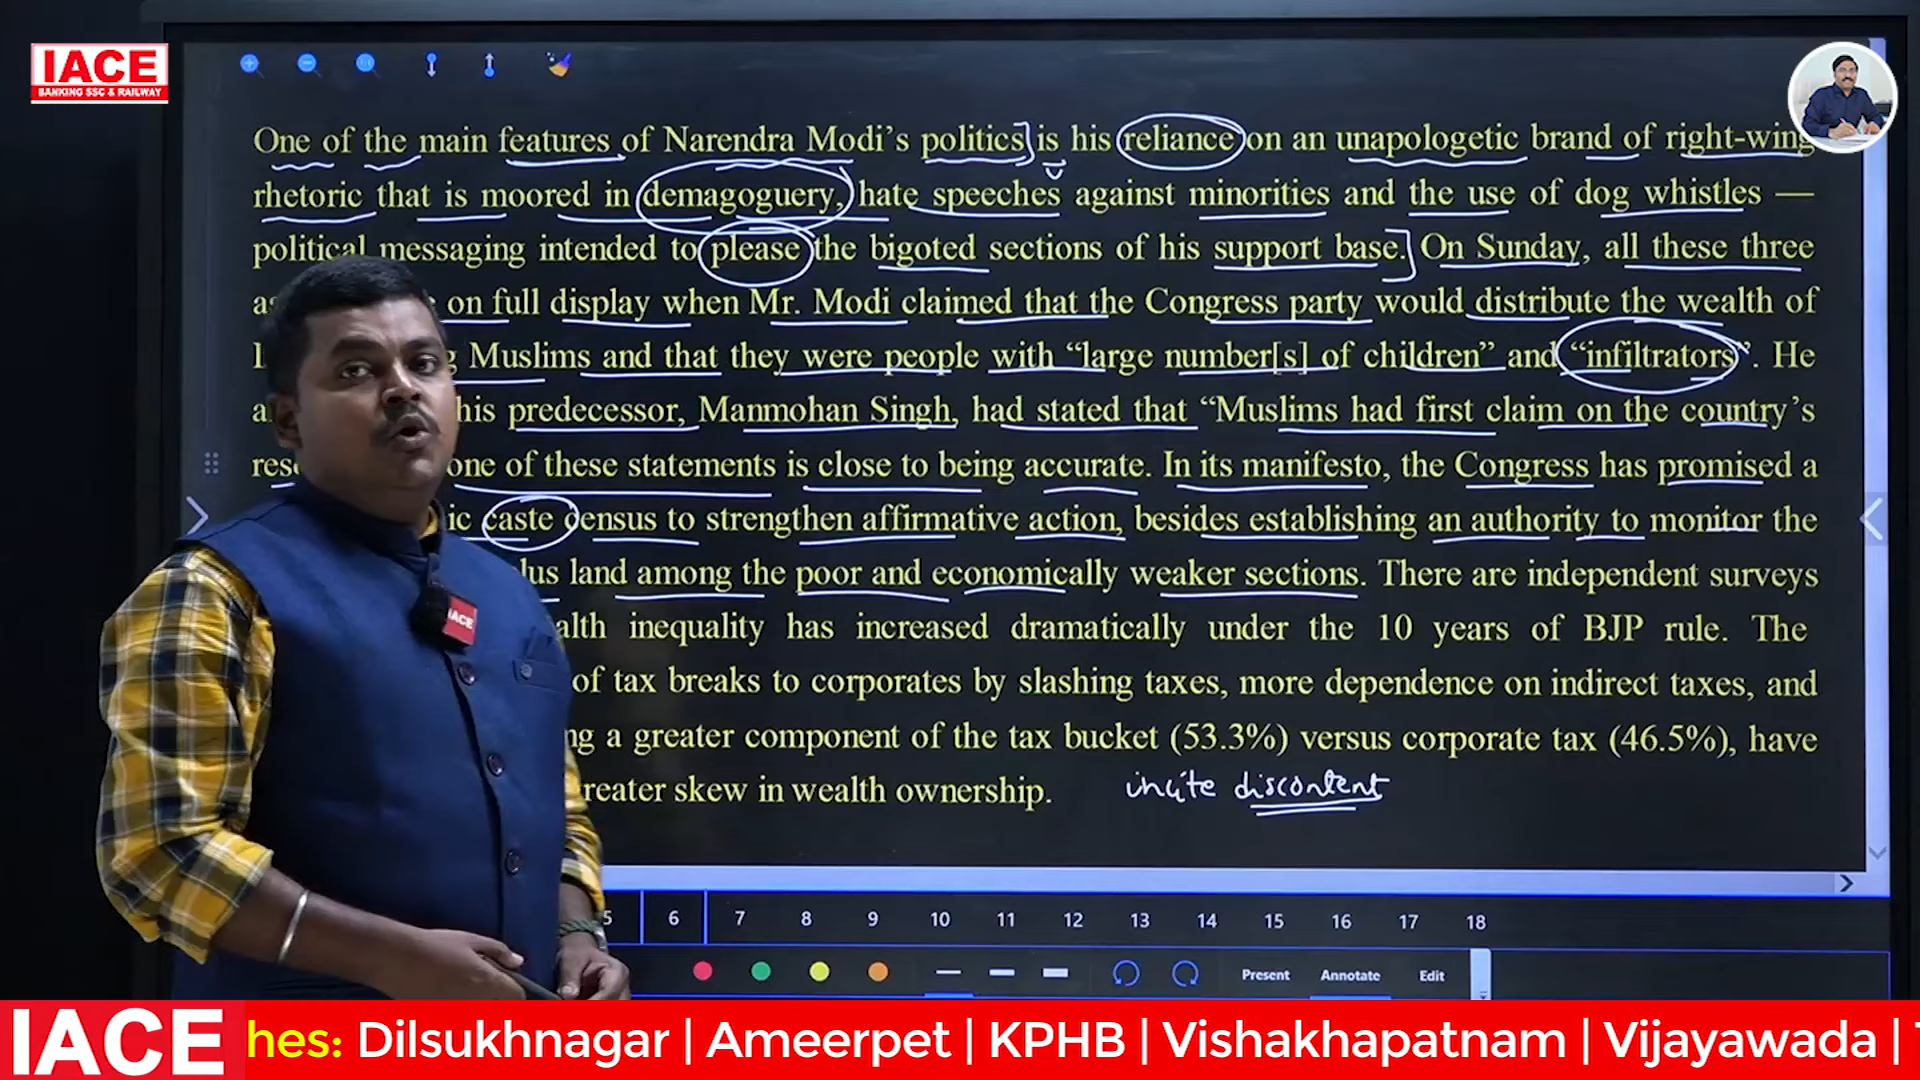 IACE
BANKING SSC & RAILWAY
One of the main features of Narendra Modi’s politics is his reliance on an unapologetic brand of right-wing
rhetoric that is moored in demagoguery, hate speeches against minorities and the use of dog whistles —
political messaging intended to please the bigoted sections of his support base. On Sunday, all these three
on full display when Mr. Modi claimed that the Congress party would distribute the wealth of
Muslims and that they were people with “large number[s] of children” and “infiltrators”. He
his predecessor, Manmohan Singh, had stated that “Muslims had first claim on the country’s
one of these statements is close to being accurate. In its manifesto, the Congress has promised a
ic caste census to strengthen affirmative action, besides establishing an authority to monitor the
lus land among the poor and economically weaker sections. There are independent surveys
alth inequality has increased dramatically under the 10 years of BJP rule. The
of tax breaks to corporates by slashing taxes, more dependence on indirect taxes, and
ng a greater component of the tax bucket (53.3%) versus corporate tax (46.5%), have
reater skew in wealth ownership. incite discontent
IACE
5 6 7 8 9 10 11 12 13 14 15 16 17 18
Present Annotate Edit
IACE hes: Dilsukhnagar | Ameerpet | KPHB | Vishakhapatnam | Vijayawada |